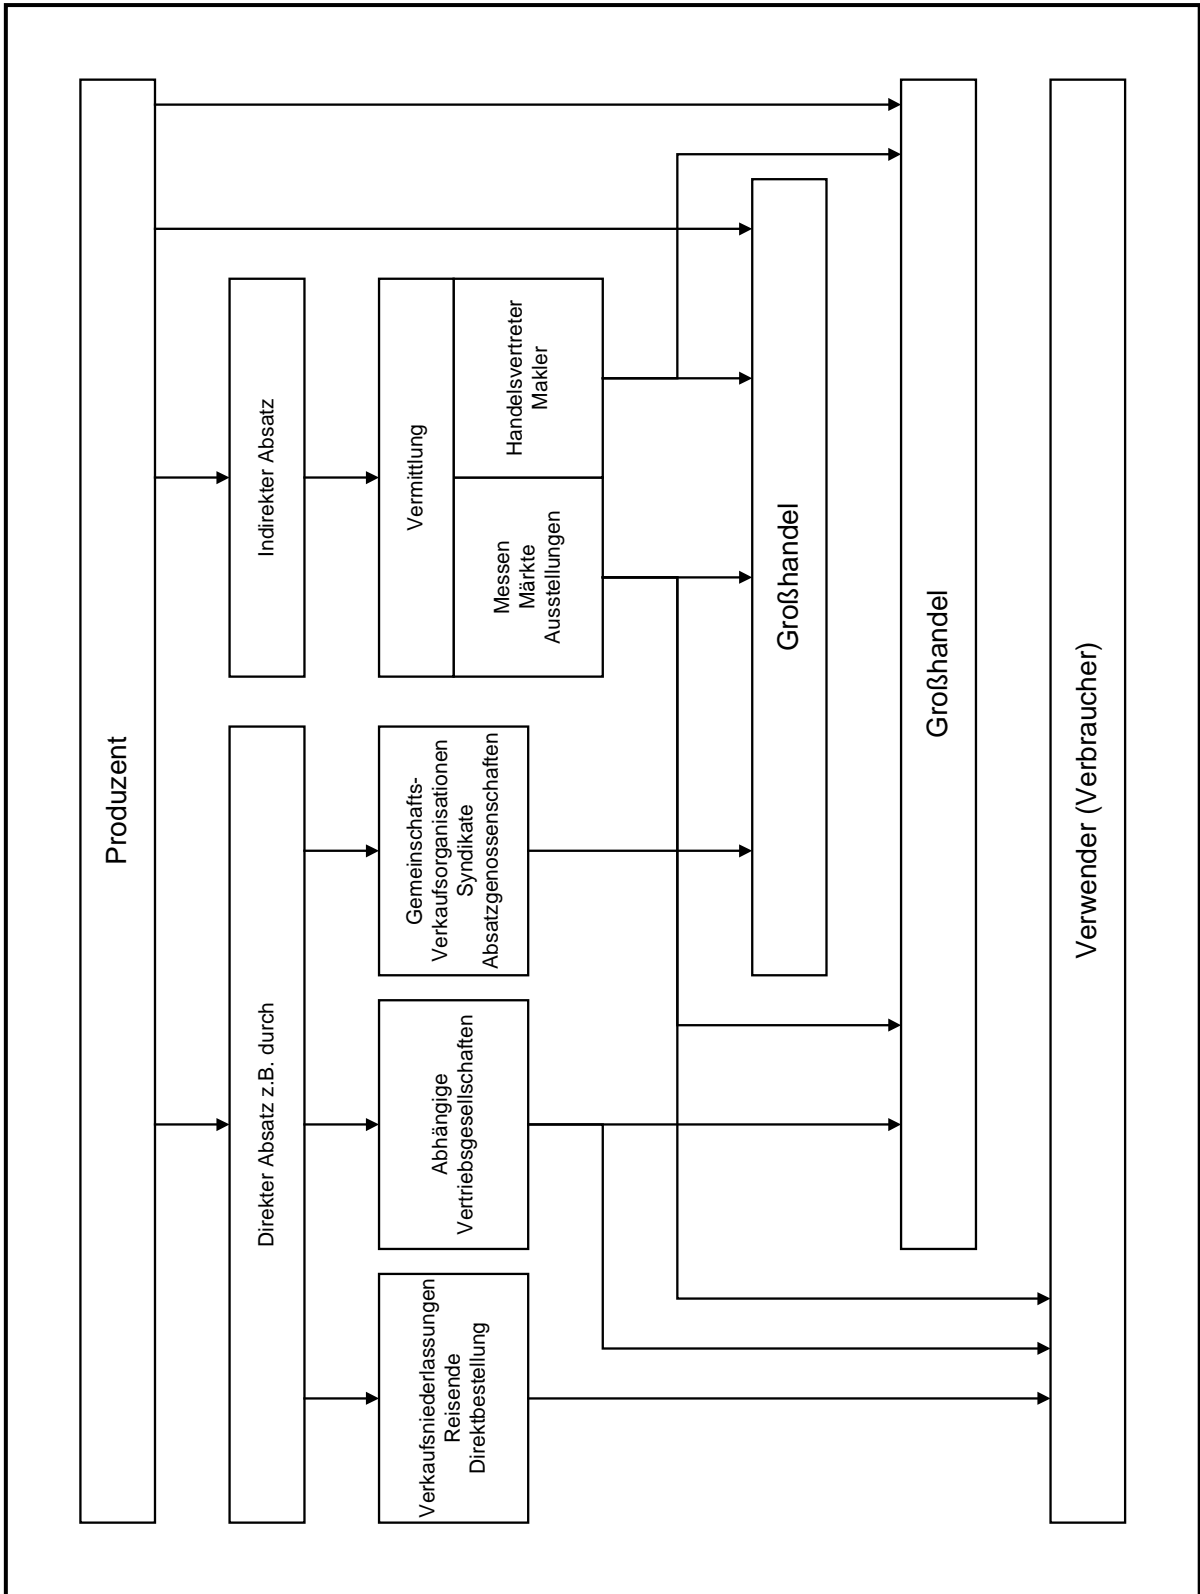 Produzent
Direkter Absatz z.B. durch
Indirekter Absatz
Verkaufsniederlassungen
Reisende
Direktbestellung
Abhängige
Vertriebsgesellschaften
Gemeinschafts-
Verkaufsorganisationen
Syndikate
Absatzgenossenschaften
Vermittlung
Messen
Märkte
Ausstellungen
Handelsvertreter
Makler
Großhandel
Großhandel
Verwender (Verbraucher)